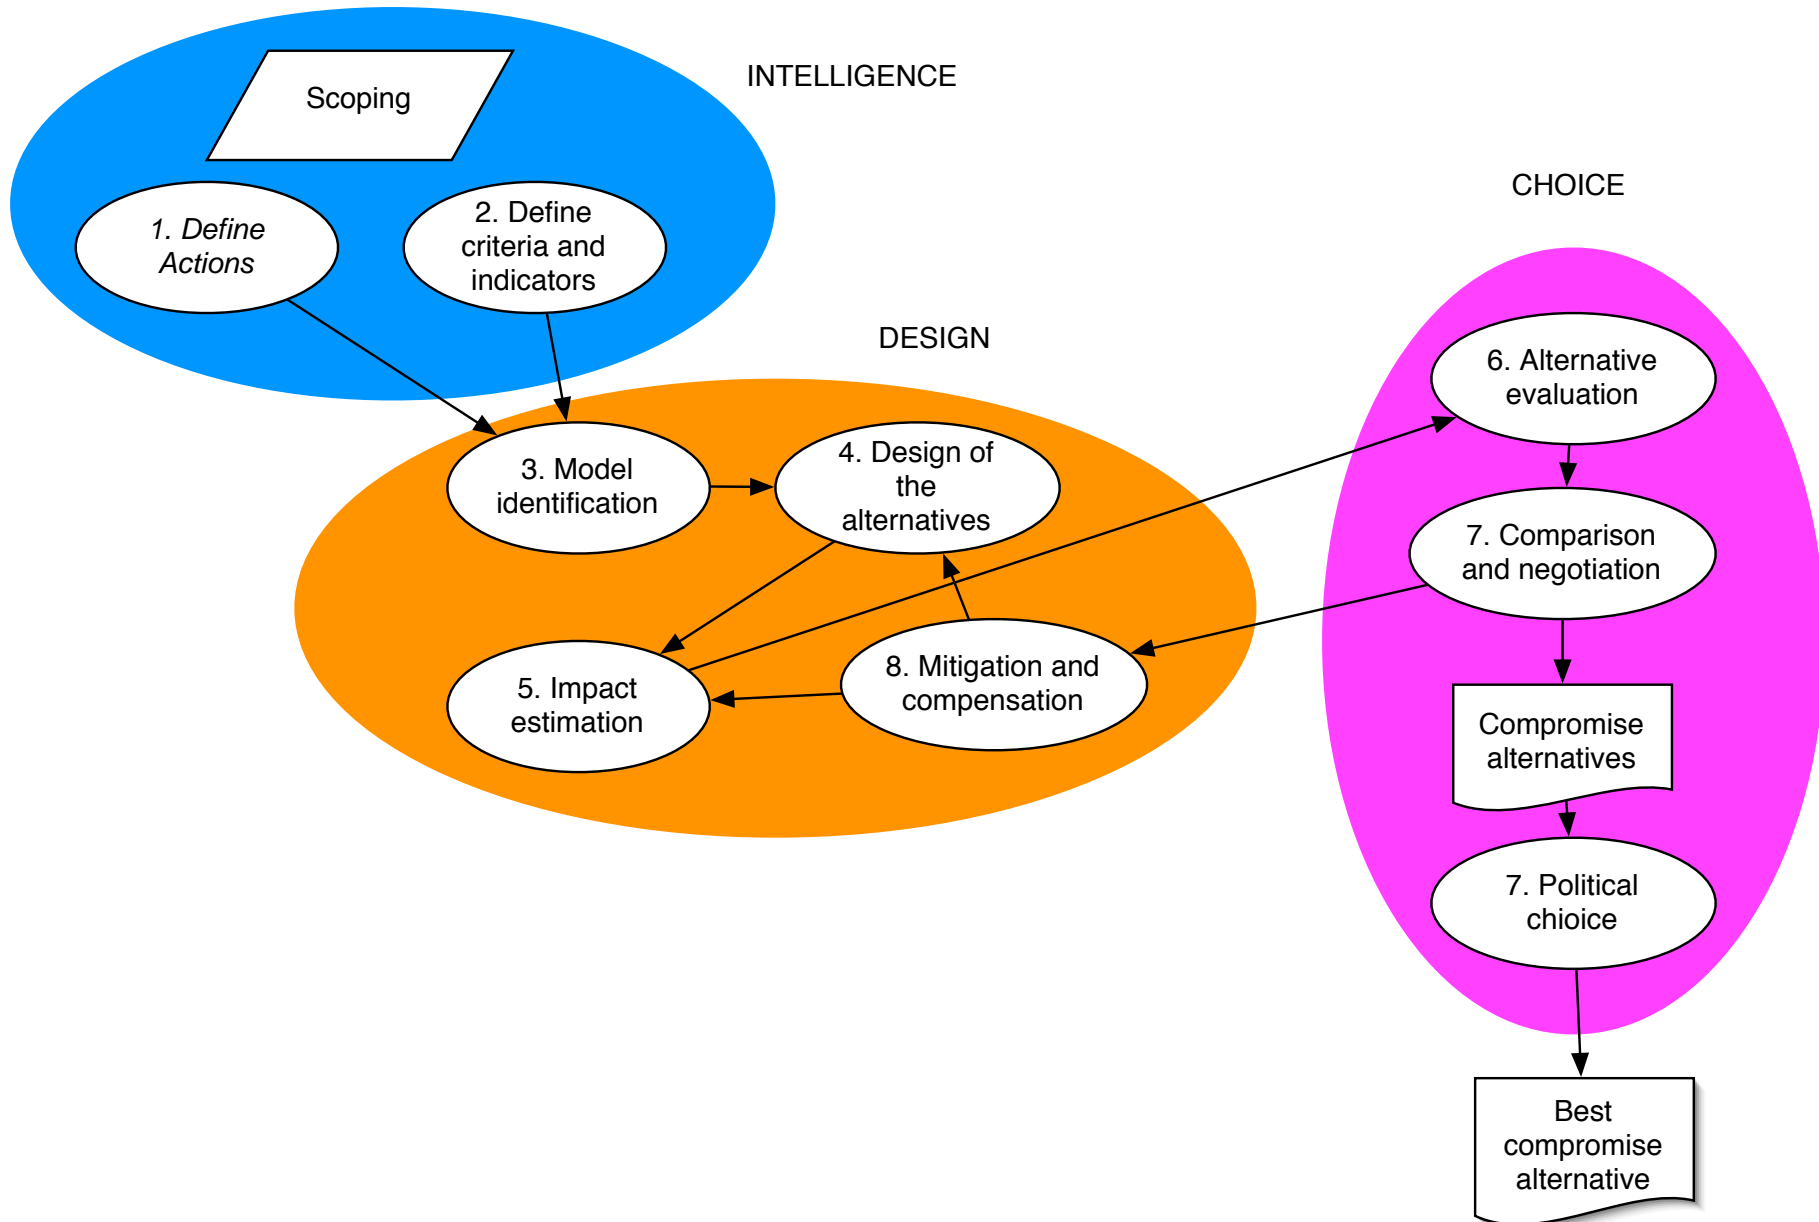 INTELLIGENCE
Scoping
1. Define
Actions
2. Define
criteria and
indicators
DESIGN
3. Model
identification
4. Design of
the
alternatives
5. Impact
estimation
8. Mitigation and
compensation
CHOICE
6. Alternative
evaluation
7. Comparison
and negotiation
Compromise
alternatives
7. Political
chioice
Best
compromise
alternative